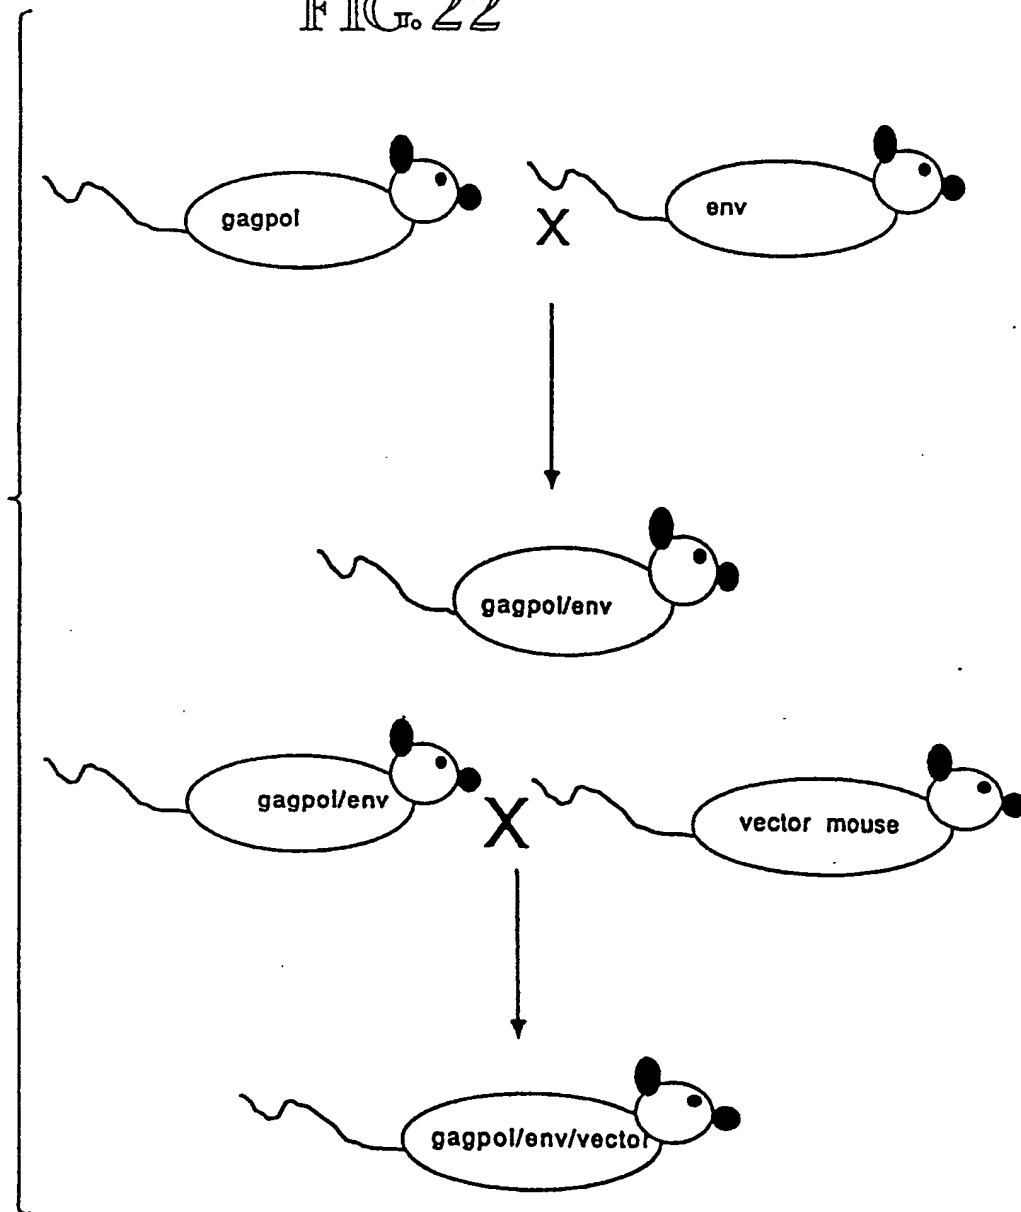 FIG. 22
gagpol
X
env
gagpol/env
gagpol/env
X
vector mouse
gagpol/env/vector